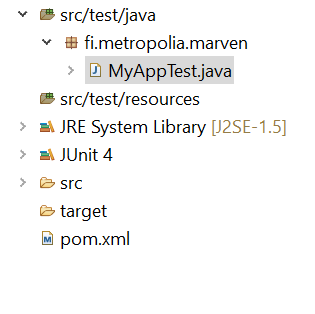 src/test/java
fi.metropolia.marven
MyAppTest.java
src/test/resources
JRE System Library [J2SE-1.5]
JUnit 4
src
target
pom.xml